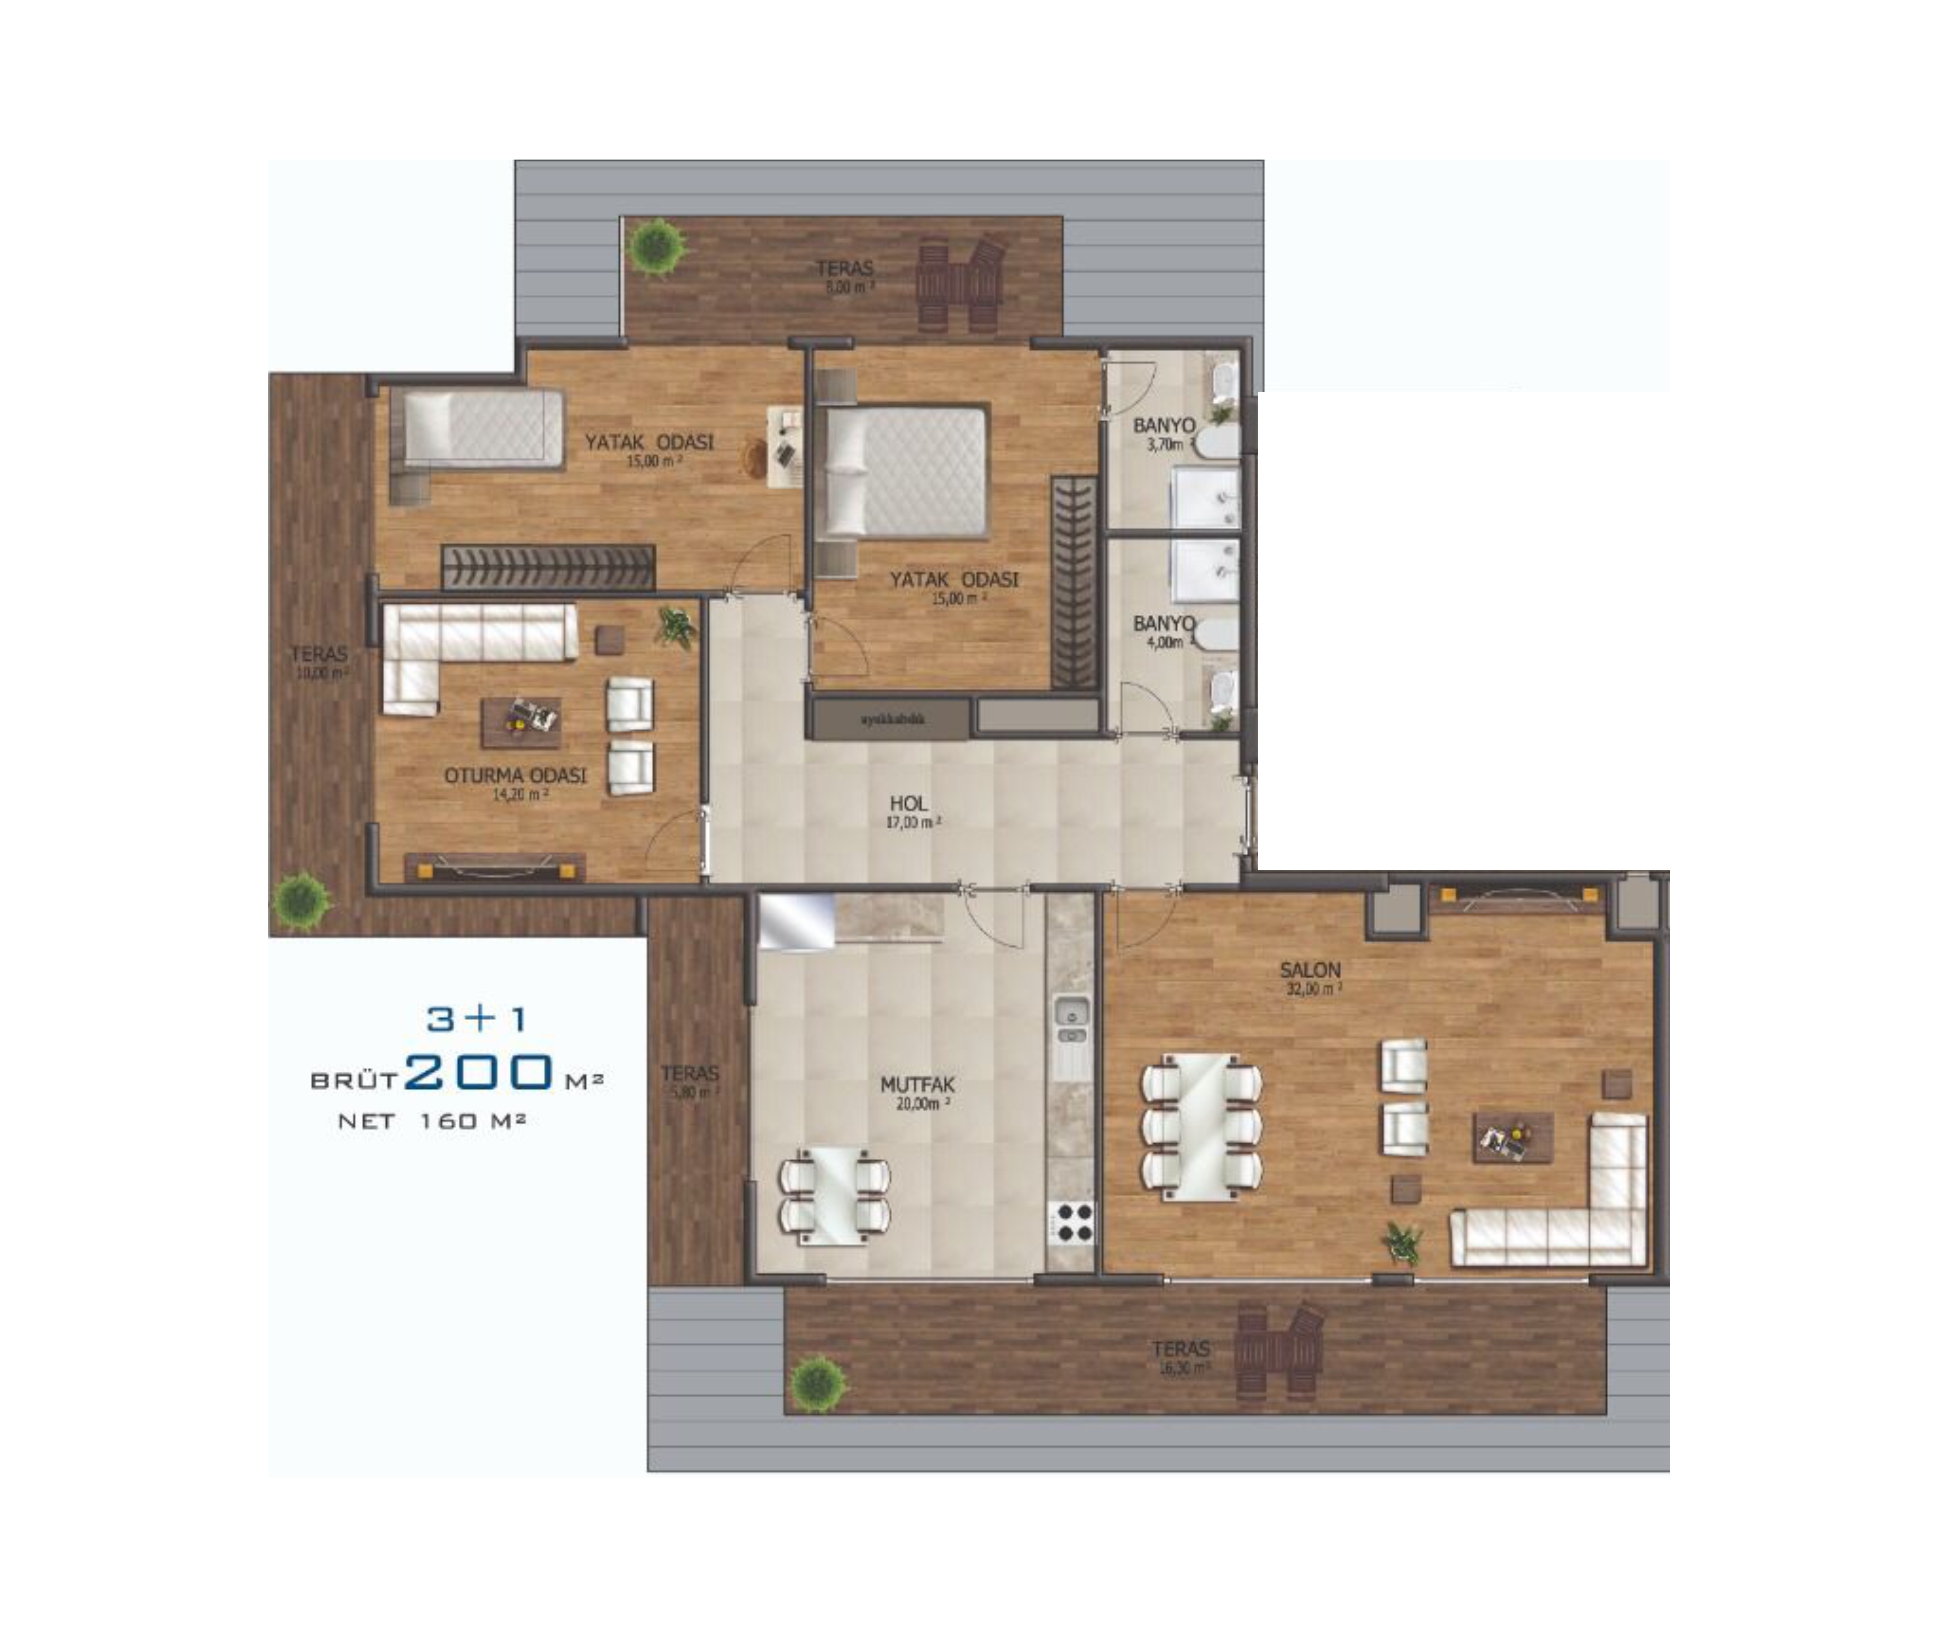 TERAS
8,00 m²
YATAK ODASI
15,00 m²
BANYO
3,70m²
YATAK ODASI
15,00 m²
BANYO
4,00m²
TERAS
10,00 m²
ayakkabılık
OTURMA ODASI
14,20 m²
HOL
17,00 m²
SALON
32,00 m²
3+1
BRÜT 200 M²
NET 160 M²
TERAS
5,80 m²
MUTFAK
20,00m²
TERAS
16,30 m²